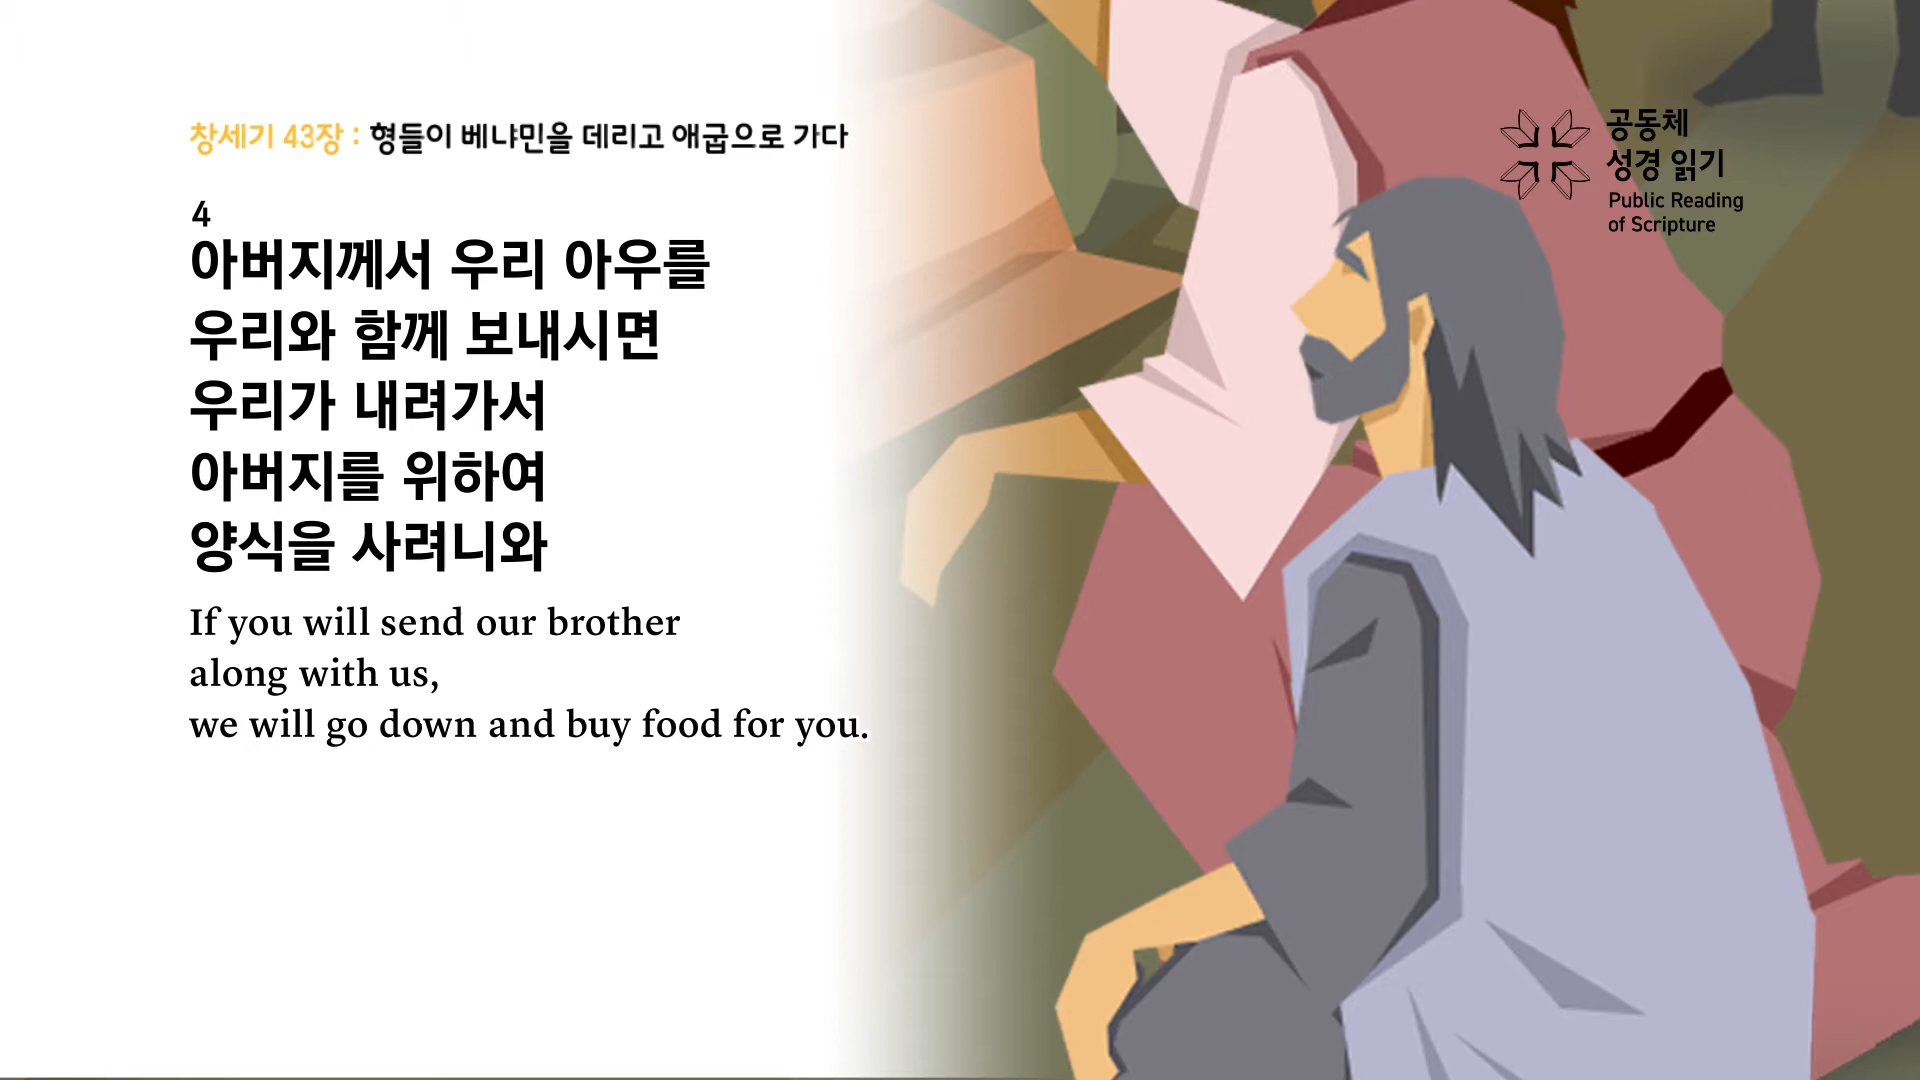 창세기 43장 : 형들이 베냐민을 데리고 애굽으로 가다
4
아버지께서 우리 아우를
우리와 함께 보내시면
우리가 내려가서
아버지를 위하여
양식을 사려니와
If you will send our brother
along with us,
we will go down and buy food for you.
공동체
성경 읽기
Public Reading
of Scripture